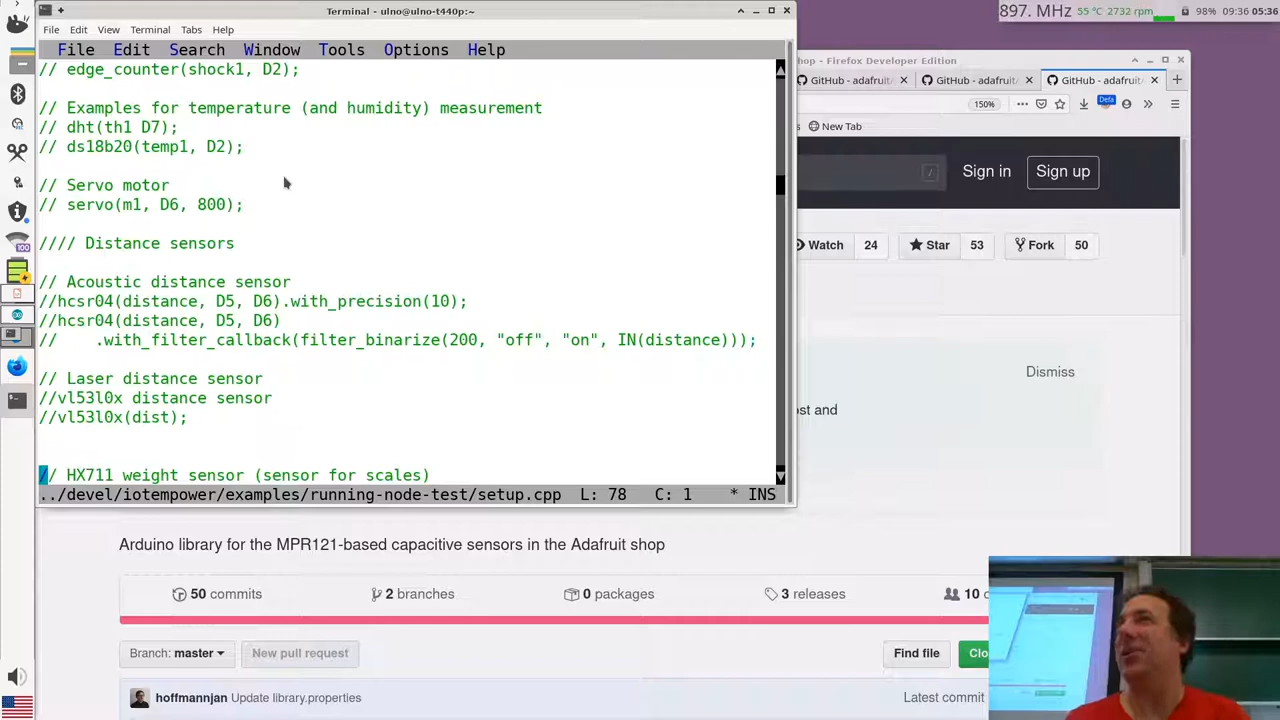 Terminal - ulno@ulno-t440p:~
897. MHz 55 °C 2732 rpm 98% 09:36 05:36
File Edit View Terminal Tabs Help
File Edit Search Window Tools Options Help
// edge_counter(shock1, D2);
// Examples for temperature (and humidity) measurement
// dht(th1 D7);
// ds18b20(temp1, D2);
// Servo motor
// servo(m1, D6, 800);
//// Distance sensors
// Acoustic distance sensor
//hcsr04(distance, D5, D6).with_precision(10);
//hcsr04(distance, D5, D6)
//    .with_filter_callback(filter_binarize(200, "off", "on", IN(distance)));
// Laser distance sensor
//vl53l0x distance sensor
//vl53l0x(dist);
// HX711 weight sensor (sensor for scales)
../devel/iotempower/examples/running-node-test/setup.cpp L: 78 C: 1 * INS
hop - Firefox Developer Edition
GitHub - adafruit/ GitHub - adafruit/ GitHub - adafruit/
150%
Defa
New Tab
Sign in Sign up
Watch 24 Star 53 Fork 50
Dismiss
ost and
Arduino library for the MPR121-based capacitive sensors in the Adafruit shop
50 commits 2 branches 0 packages 3 releases 10
Branch: master New pull request Find file Clo
hoffmannjan Update library.properties Latest commit
100